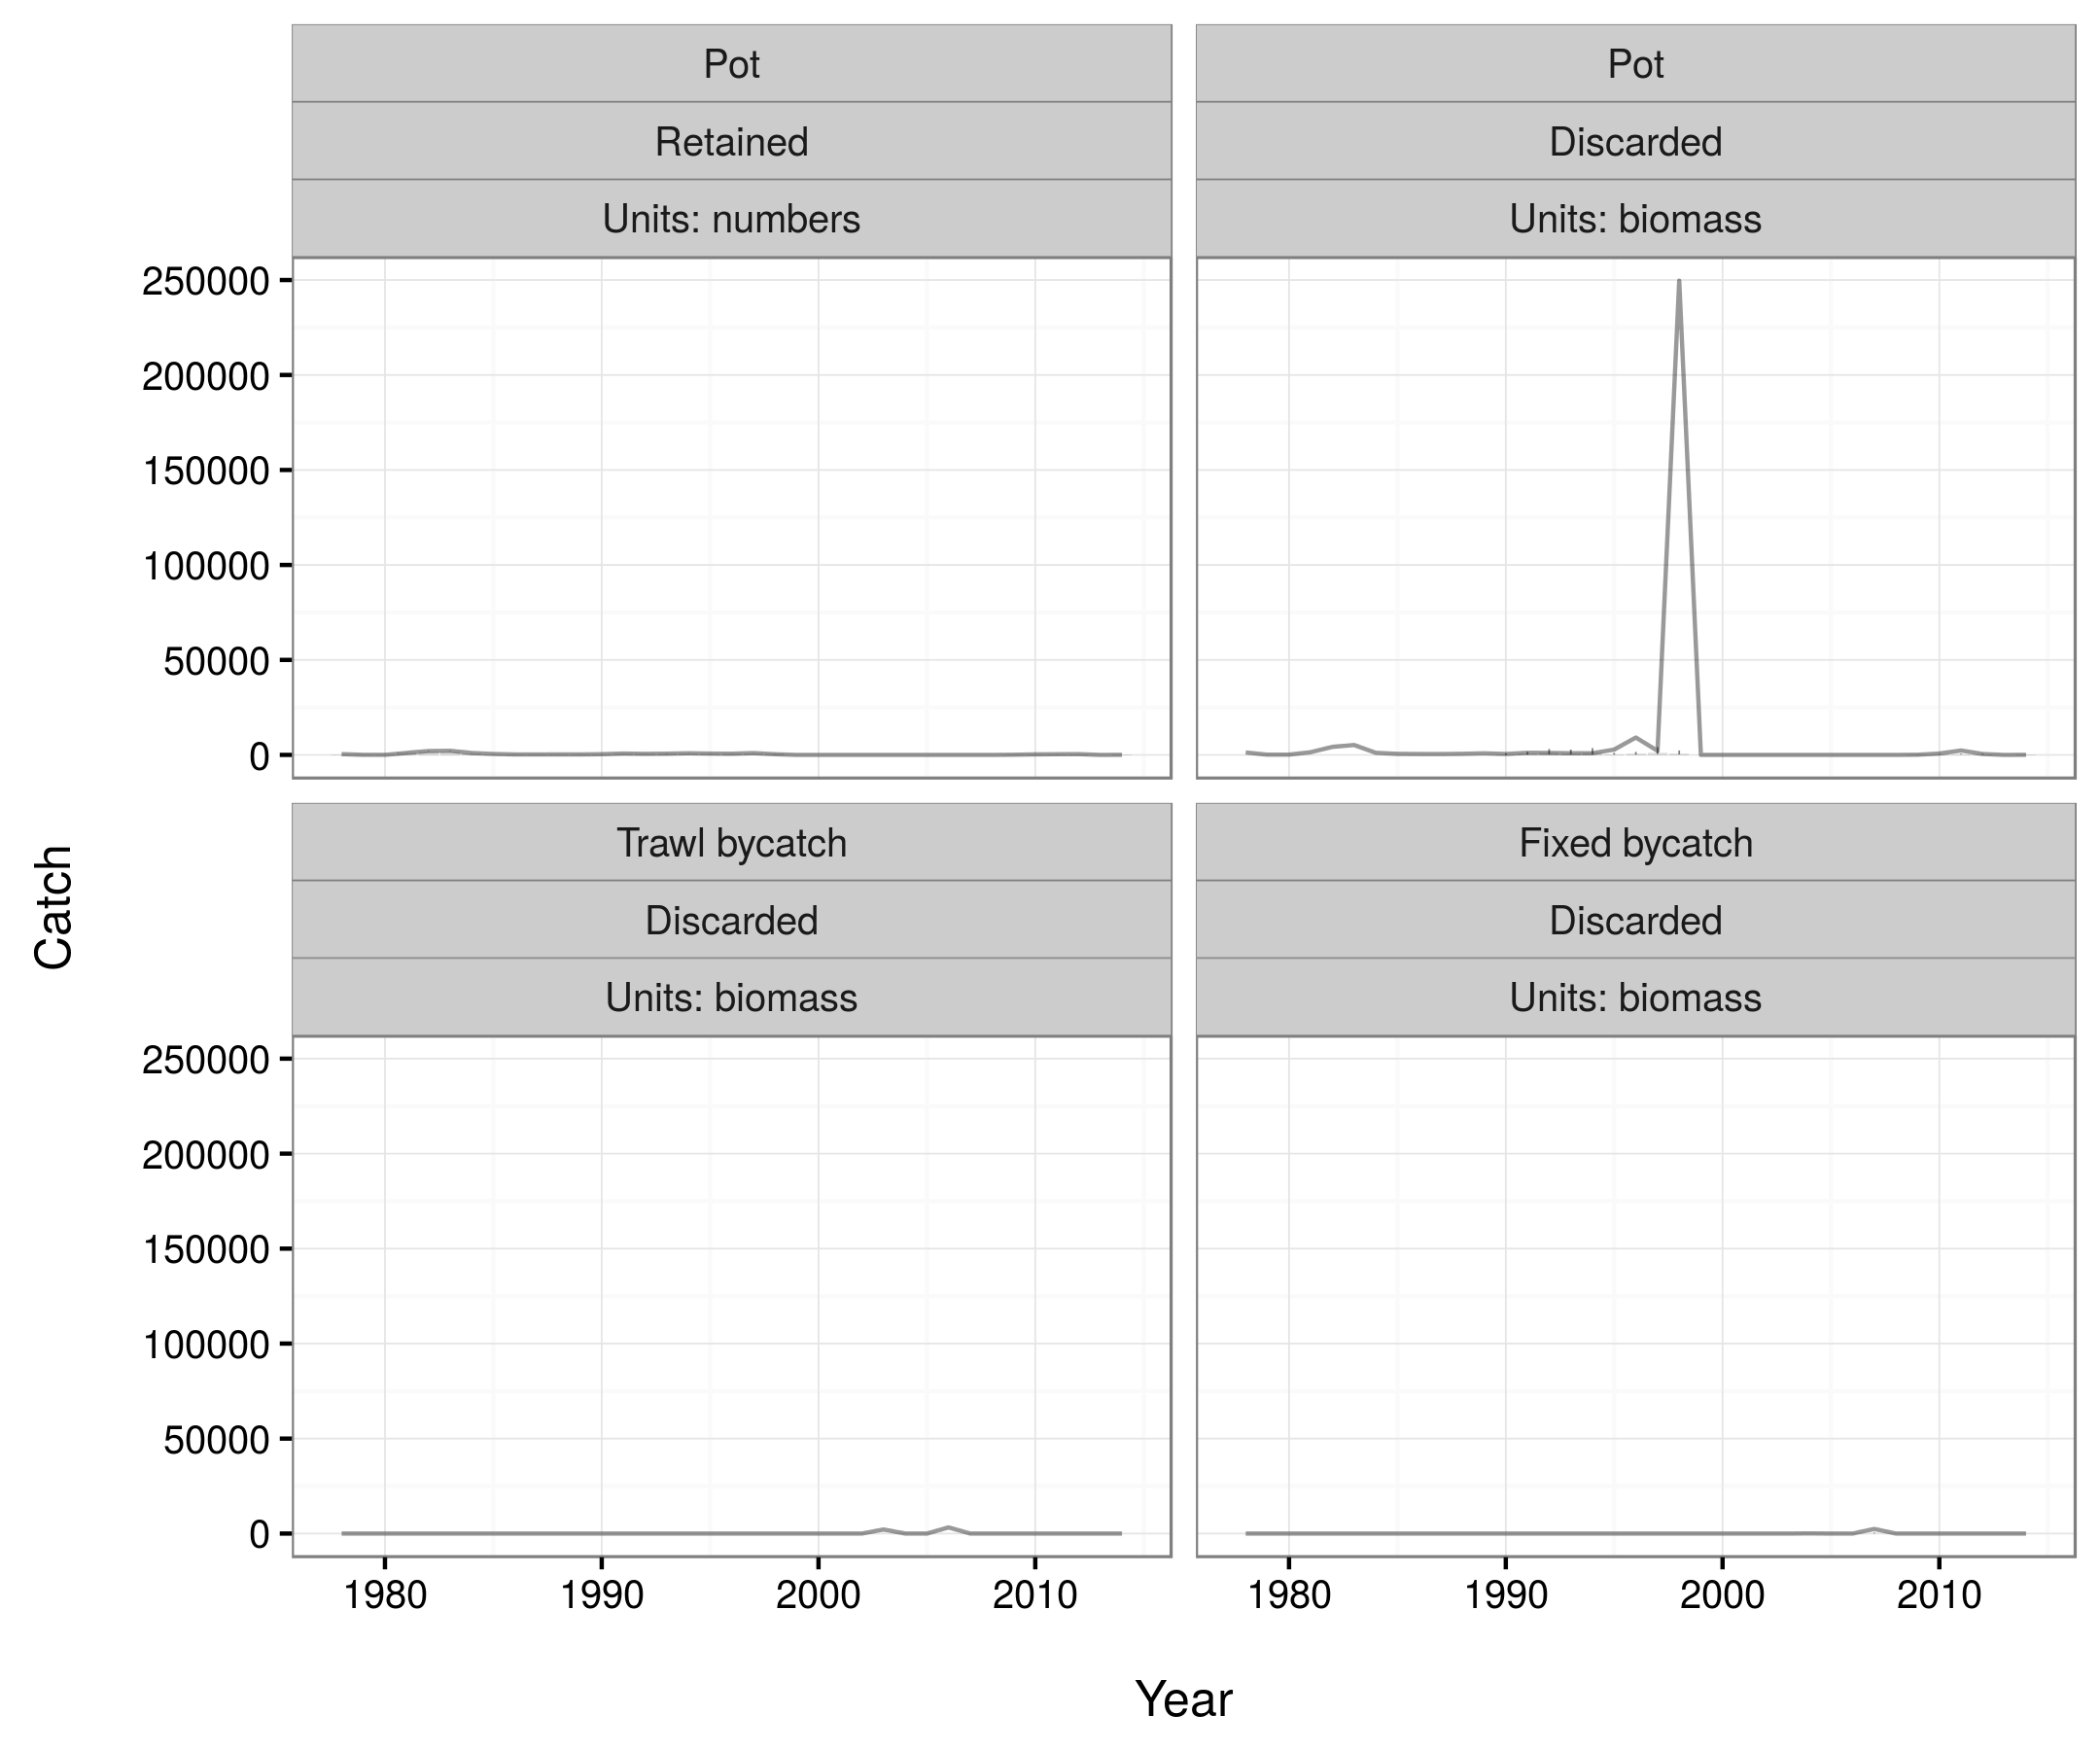 Pot
Retained
Units: numbers
Pot
Discarded
Units: biomass
250000
200000
150000
100000
50000
0
Trawl bycatch
Discarded
Units: biomass
Fixed bycatch
Discarded
Units: biomass
250000
200000
150000
100000
50000
0
1980 1990 2000 2010
1980 1990 2000 2010
Catch
Year